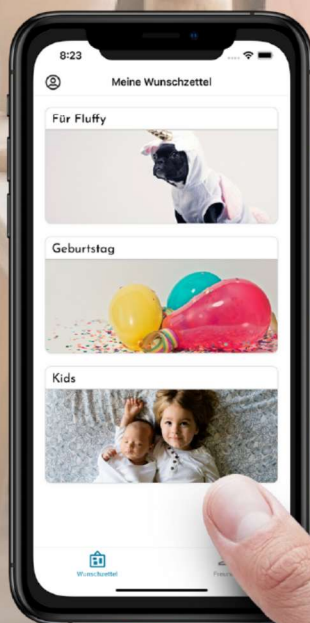 8:23
Meine Wunschzettel
Für Fluffy
Geburtstag
Kids
Wunschzettel